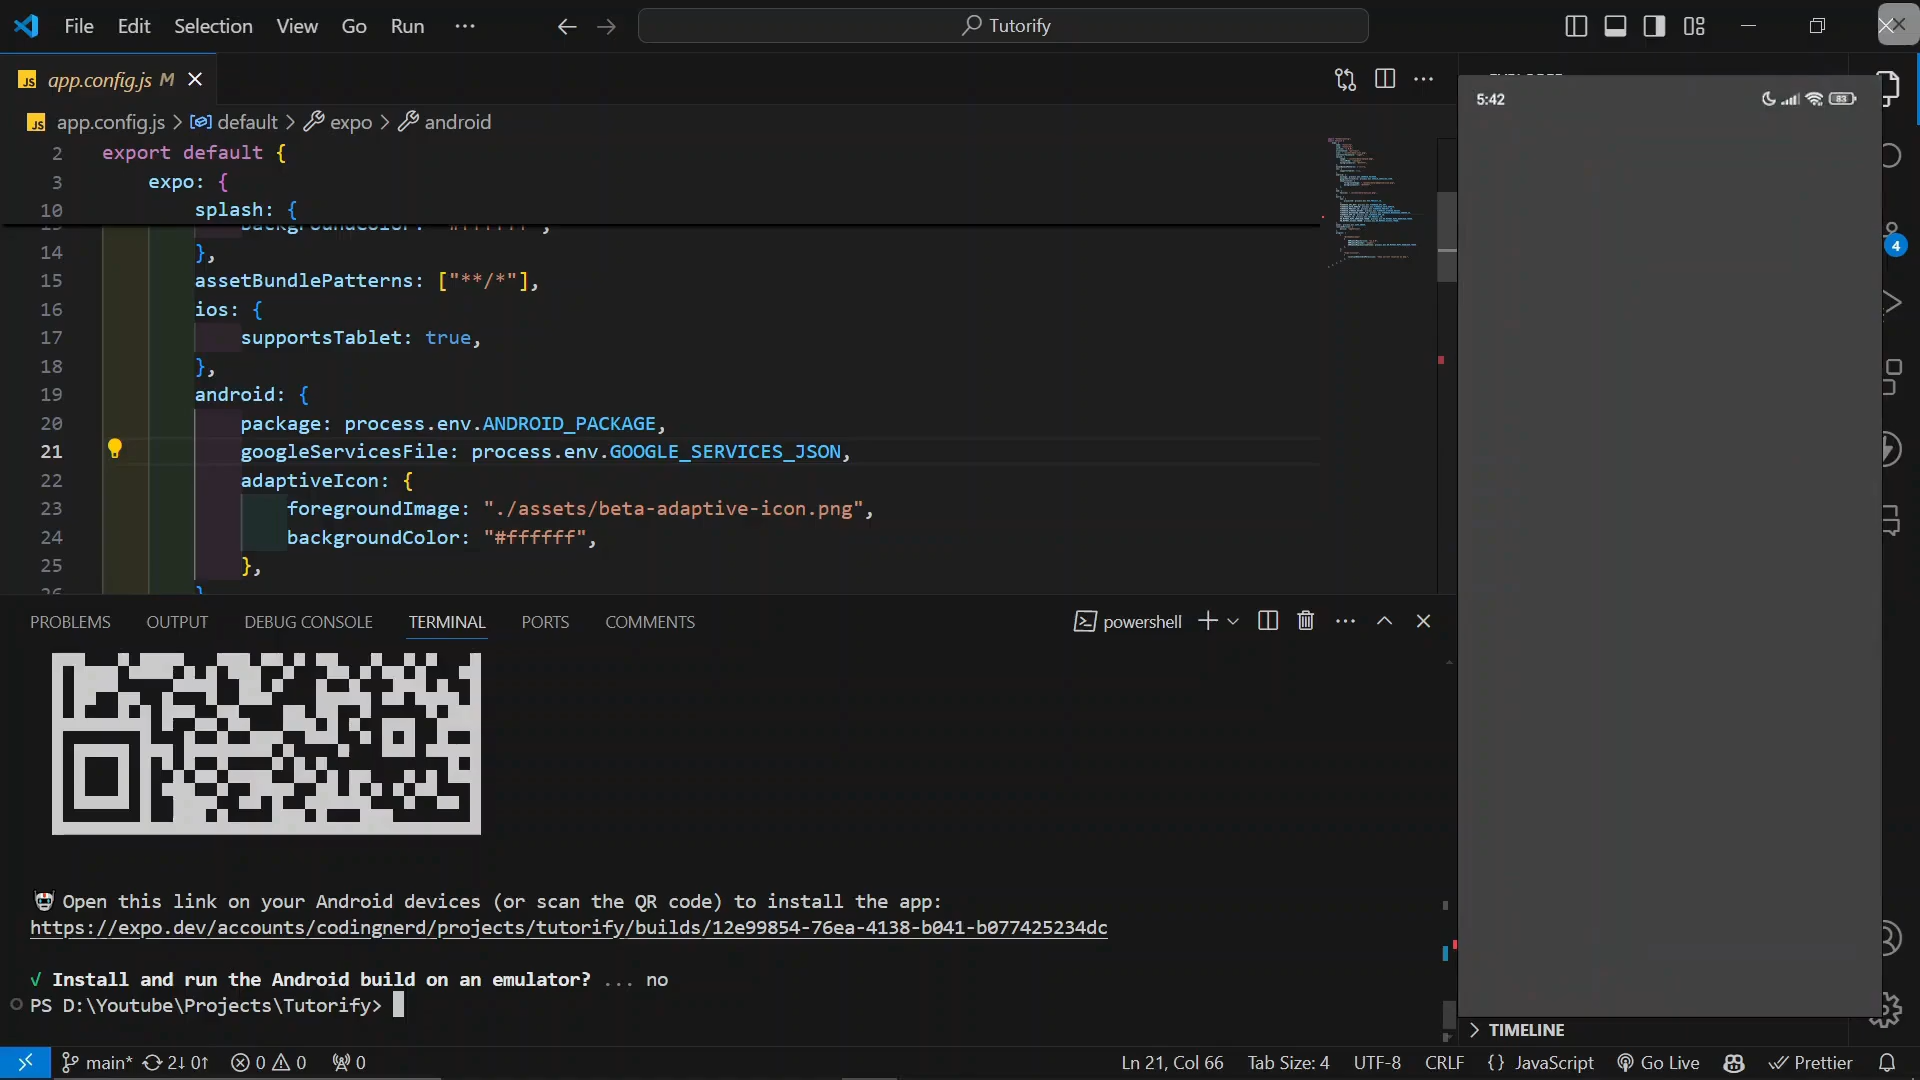 File Edit Selection View Go Run ··· Tutorify
JS app.config.js M
JS app.config.js > default > expo > android
2 export default {
3 expo: {
10 splash: {
14 },
15 assetBundlePatterns: ["**/*"],
16 ios: {
17 supportsTablet: true,
18 },
19 android: {
20 package: process.env.ANDROID_PACKAGE,
21 googleServicesFile: process.env.GOOGLE_SERVICES_JSON,
22 adaptiveIcon: {
23 foregroundImage: "./assets/beta-adaptive-icon.png",
24 backgroundColor: "#ffffff",
25 },
5:42 83
4
PROBLEMS OUTPUT DEBUG CONSOLE TERMINAL PORTS COMMENTS powershell
Open this link on your Android devices (or scan the QR code) to install the app:
https://expo.dev/accounts/codingnerd/projects/tutorify/builds/12e99854-76ea-4138-b041-b077425234dc
√ Install and run the Android build on an emulator? ... no
PS D:\Youtube\Projects\Tutorify>
TIMELINE
main* 2↓ 0↑ 0 0 0 Ln 21, Col 66 Tab Size: 4 UTF-8 CRLF {} JavaScript Go Live Prettier